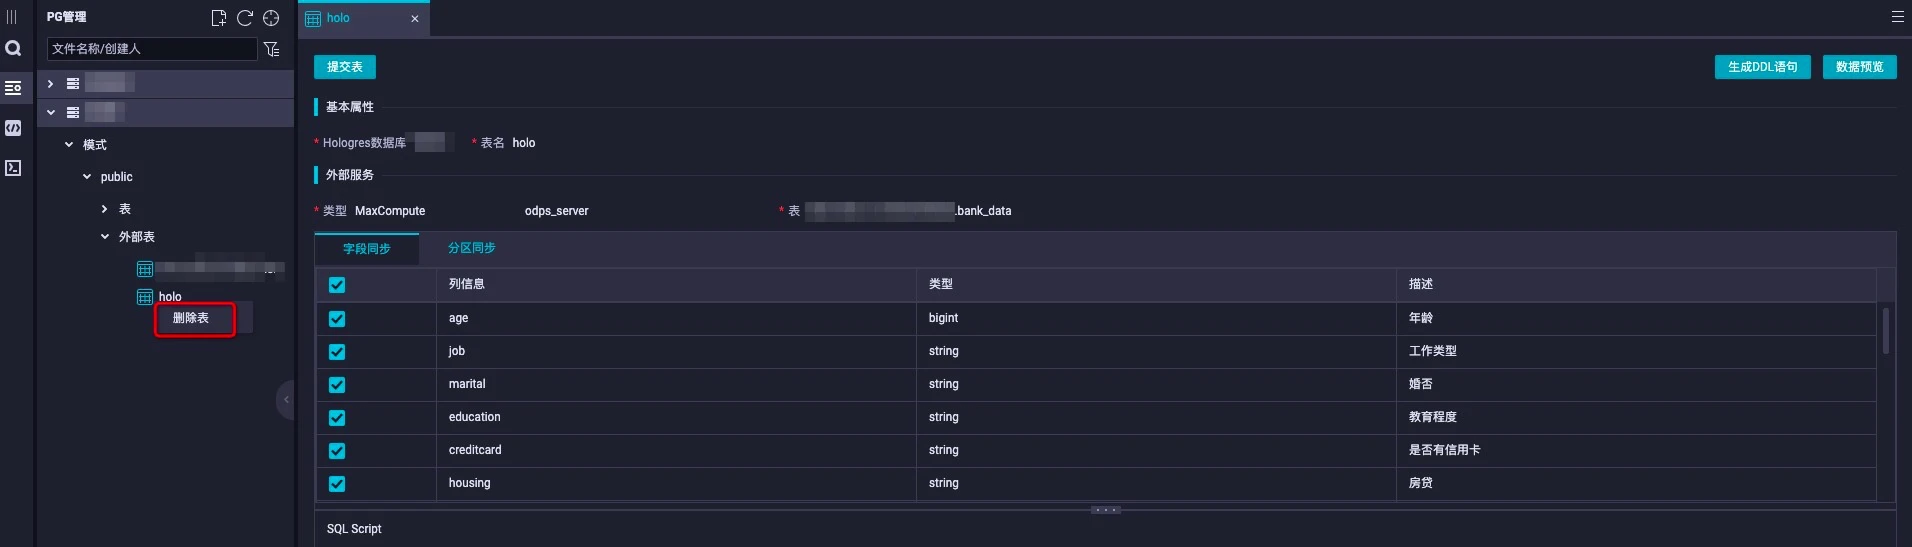 PG管理
文件名称/创建人
模式
public
表
外部表
holo
删除表
holo
提交表
生成DDL语句
数据预览
基本属性
* Hologres数据库
* 表名 holo
外部服务
* 类型 MaxCompute
odps_server
* 表 .bank_data
字段同步
分区同步
列信息 类型 描述
age bigint 年龄
job string 工作类型
marital string 婚否
education string 教育程度
creditcard string 是否有信用卡
housing string 房贷
SQL Script